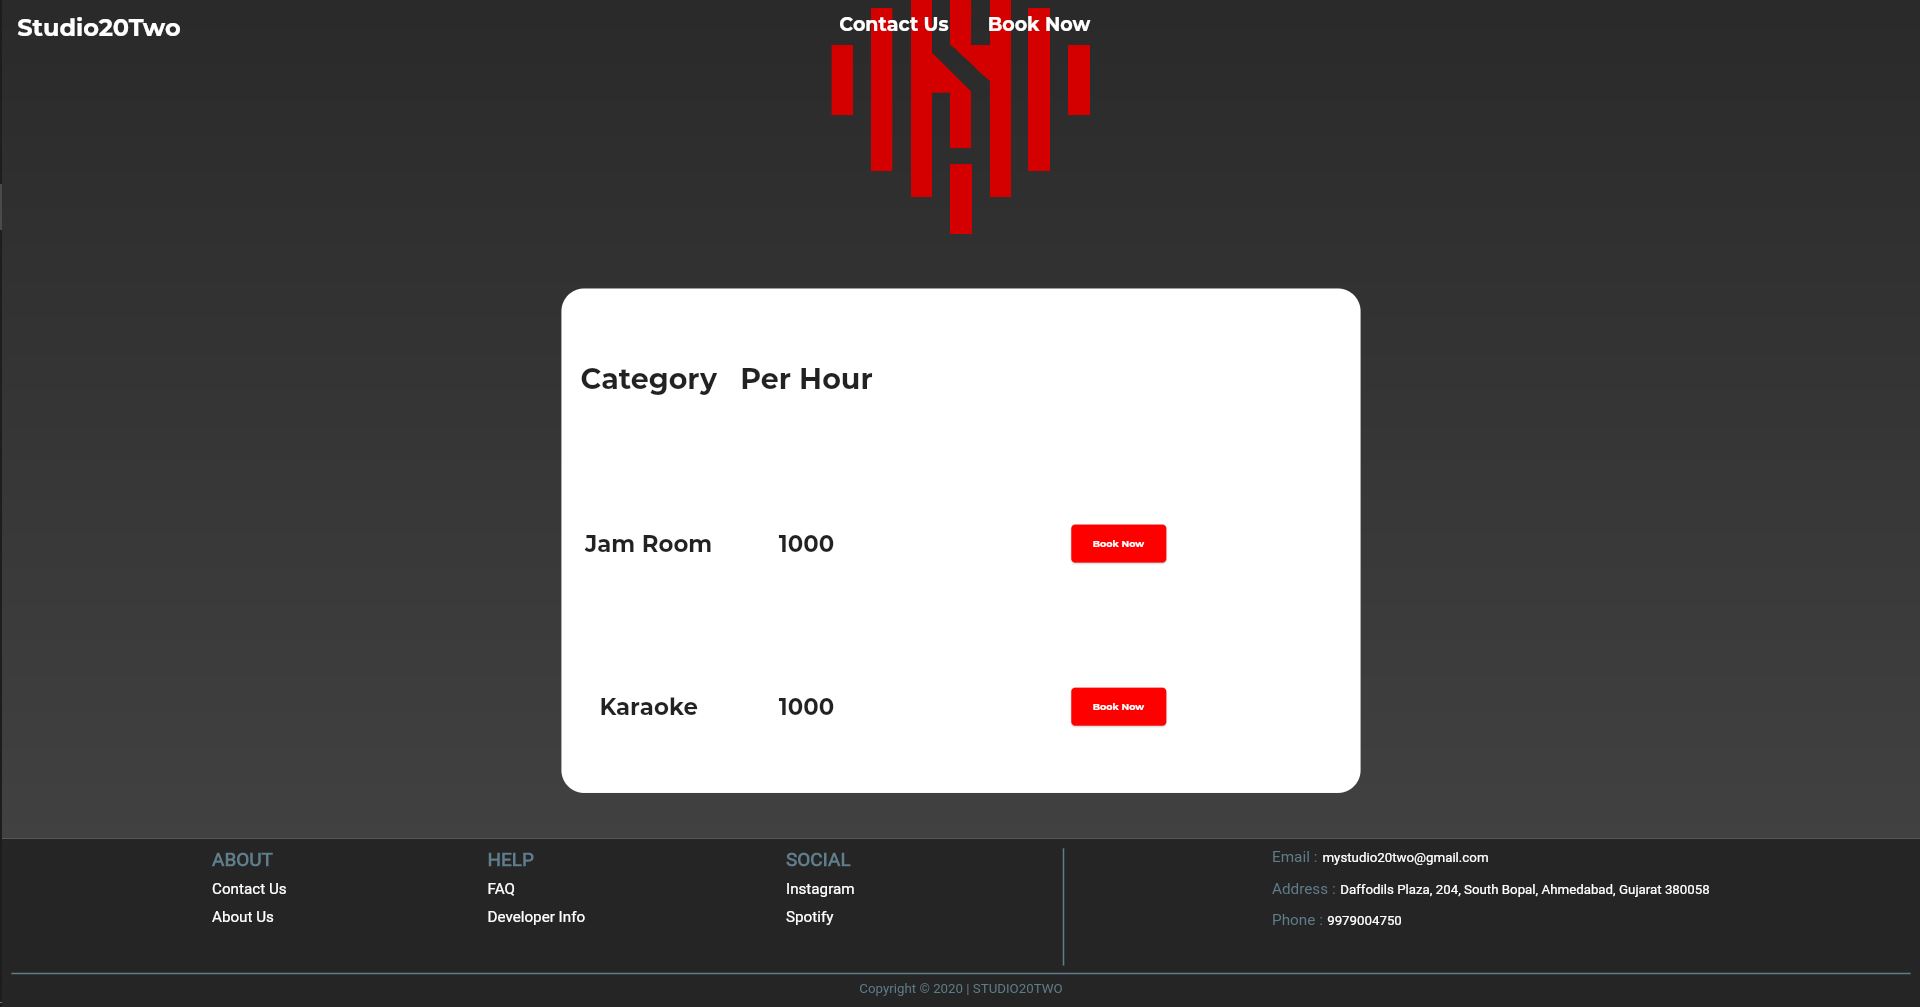 Studio20Two
Contact Us Book Now
Category Per Hour
Jam Room 1000 Book Now
Karaoke 1000 Book Now
ABOUT
Contact Us
About Us
HELP
FAQ
Developer Info
SOCIAL
Instagram
Spotify
Email : mystudio20two@gmail.com
Address : Daffodils Plaza, 204, South Bopal, Ahmedabad, Gujarat 380058
Phone : 9979004750
Copyright © 2020 | STUDIO20TWO